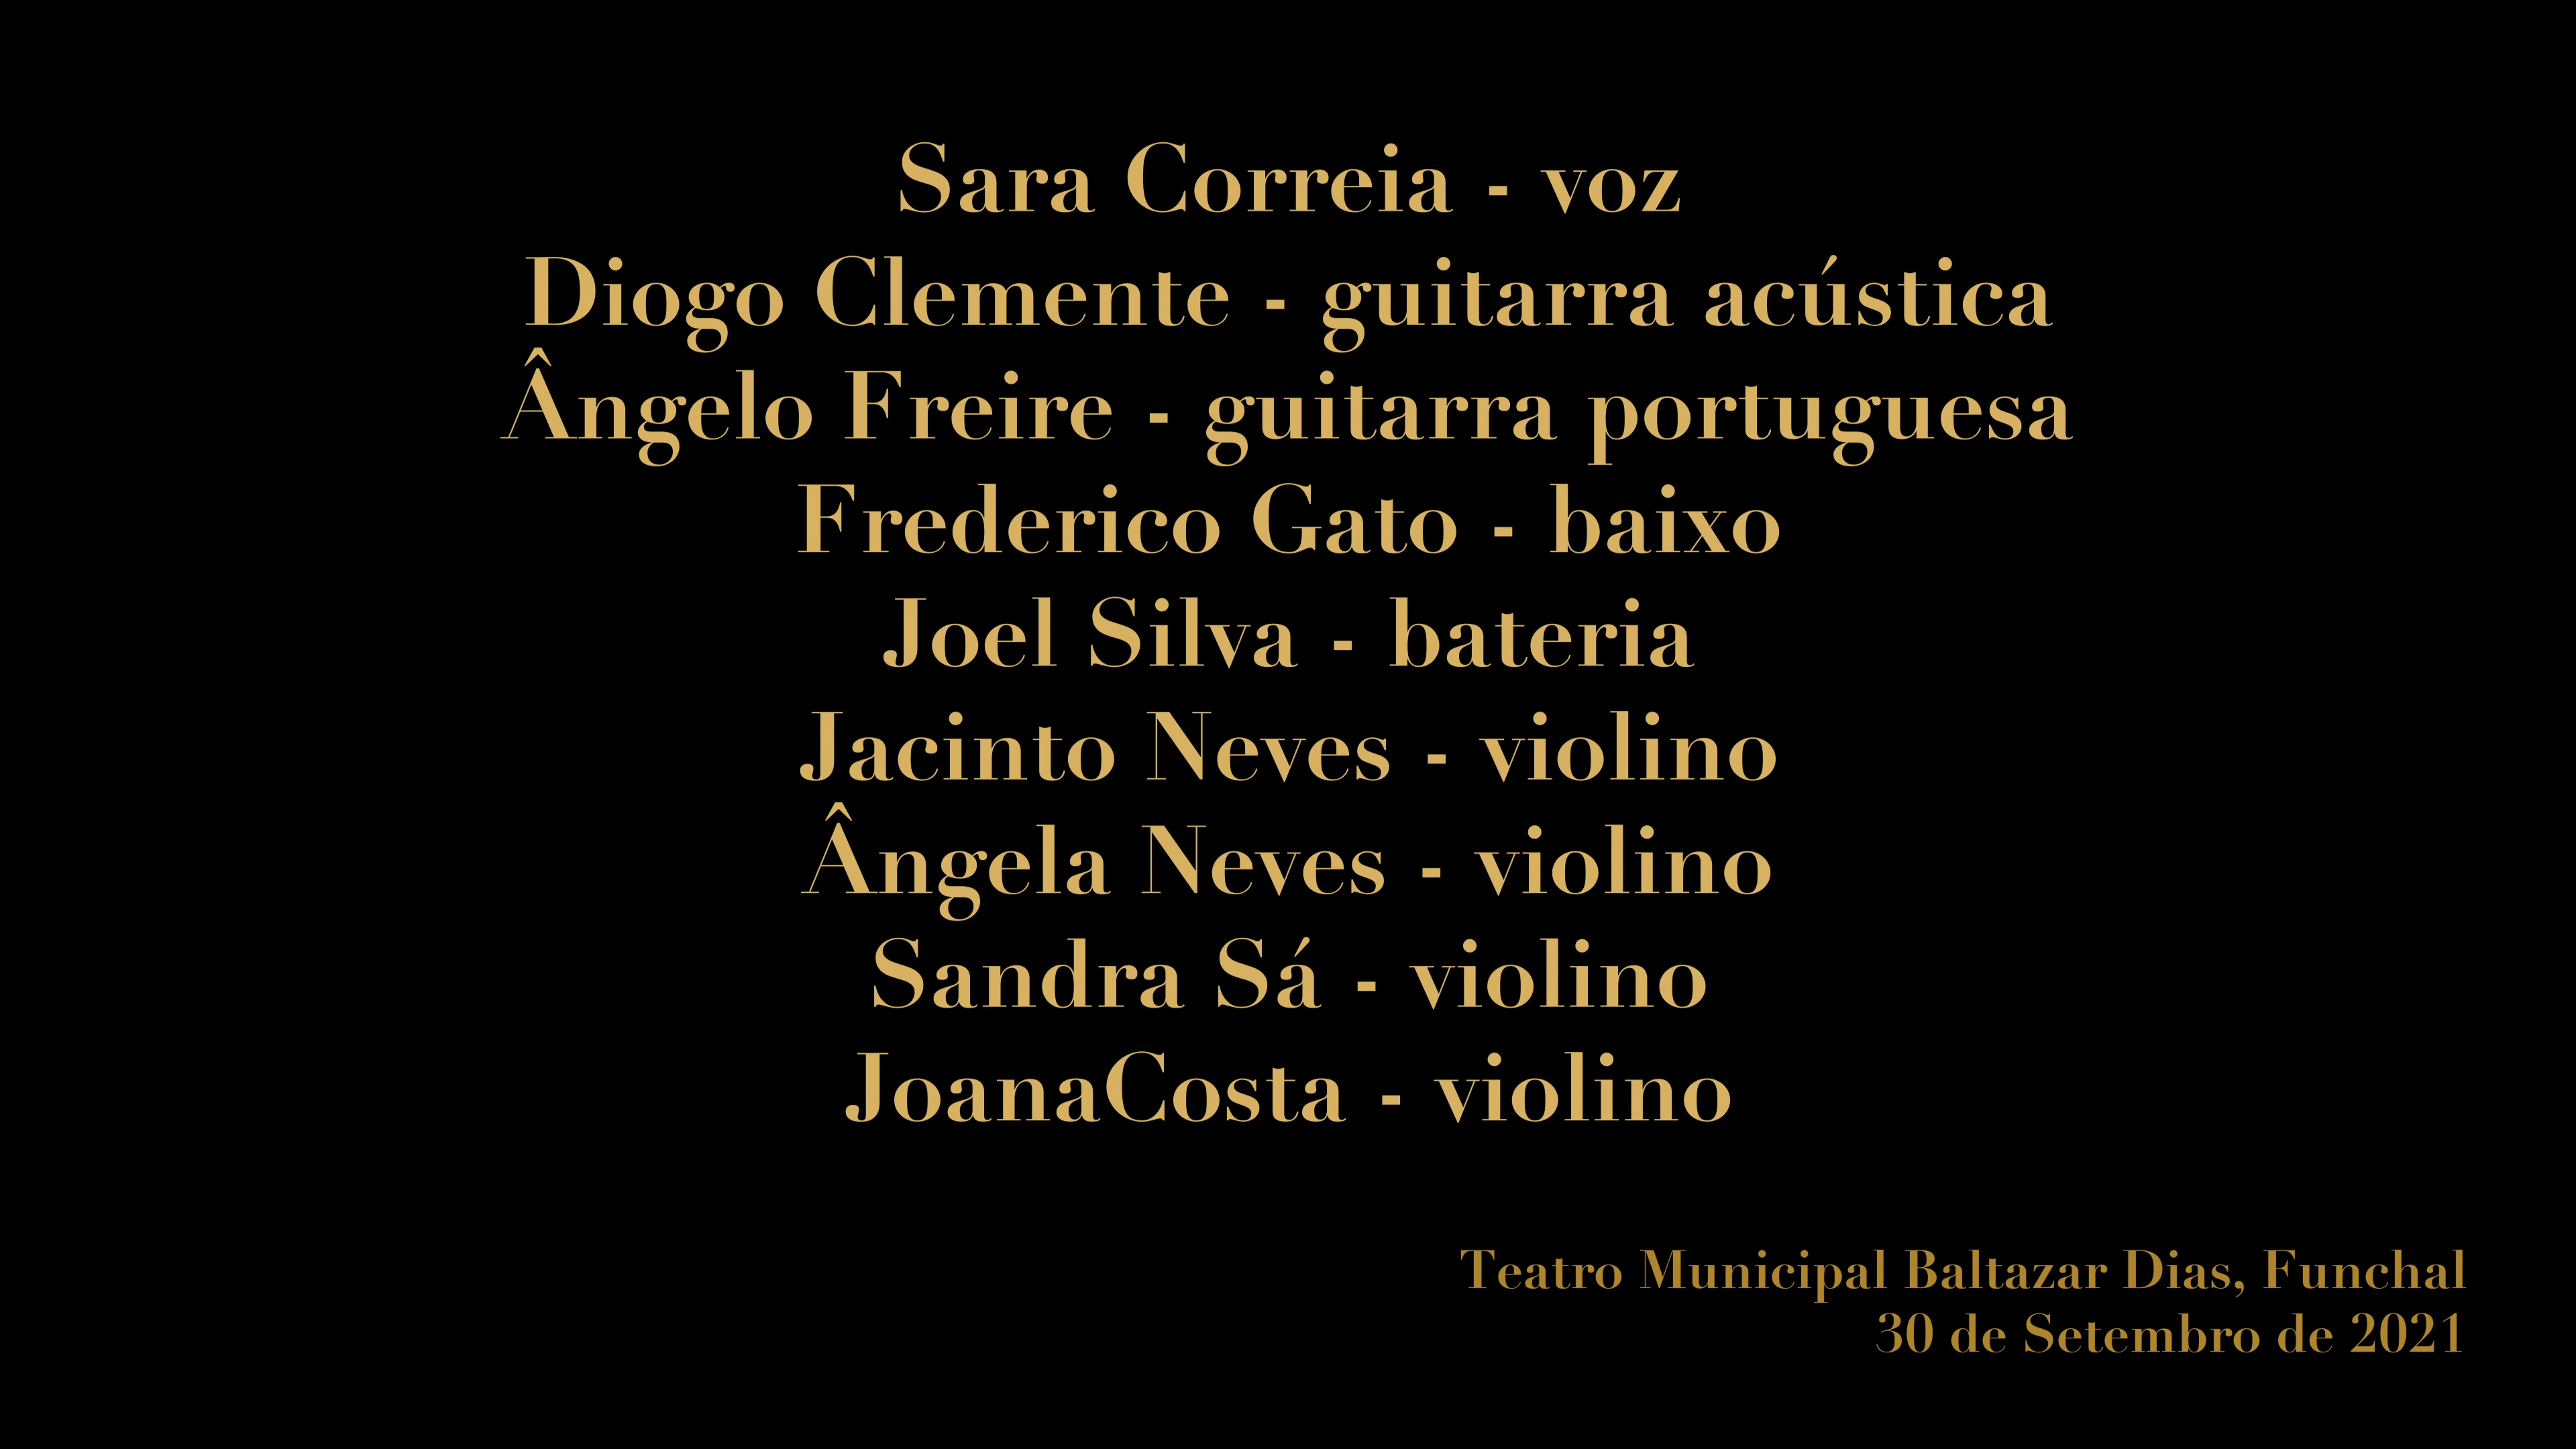 Sara Correia - voz
Diogo Clemente - guitarra acústica
Ângelo Freire - guitarra portuguesa
Frederico Gato - baixo
Joel Silva - bateria
Jacinto Neves - violino
Ângela Neves - violino
Sandra Sá - violino
JoanaCosta - violino
Teatro Municipal Baltazar Dias, Funchal
30 de Setembro de 2021